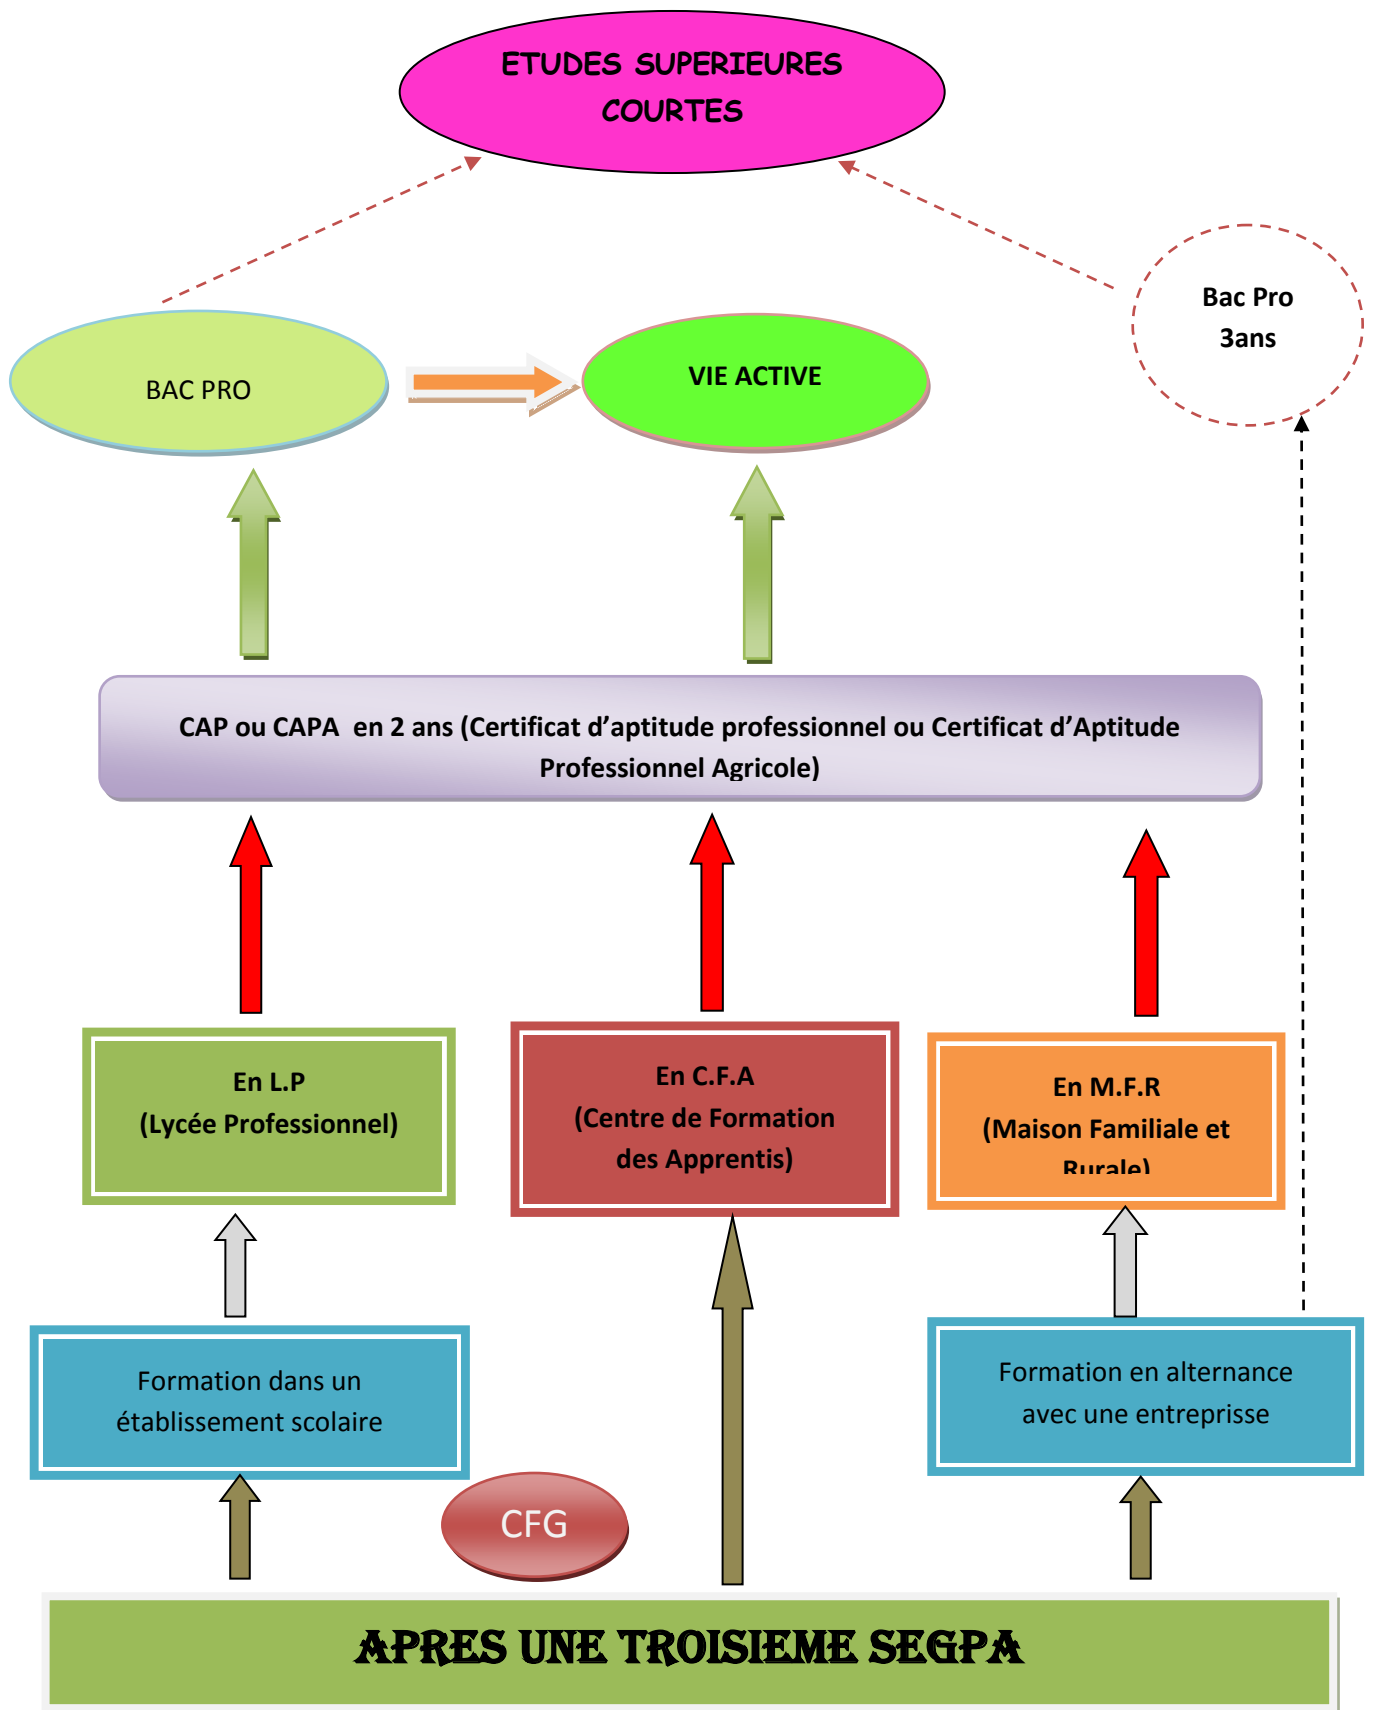 ETUDES SUPERIEURES
COURTES
Bac Pro
3ans
BAC PRO
VIE ACTIVE
CAP ou CAPA en 2 ans (Certificat d’aptitude professionnel ou Certificat d’Aptitude
Professionnel Agricole)
En L.P
(Lycée Professionnel)
En C.F.A
(Centre de Formation
des Apprentis)
En M.F.R
(Maison Familiale et
Rurale)
Formation dans un
établissement scolaire
Formation en alternance
avec une entreprisse
CFG
APRES UNE TROISIEME SEGPA